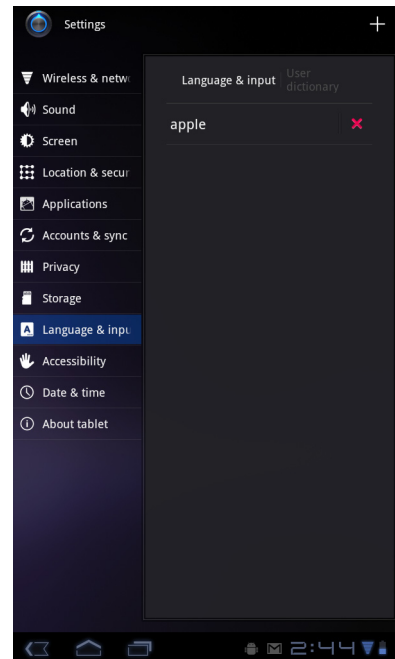 Settings
Wireless & netw
Sound
Screen
Location & secur
Applications
Accounts & sync
Privacy
Storage
Language & inpu
Accessibility
Date & time
About tablet
Language & input
User
dictionary
apple
2:44